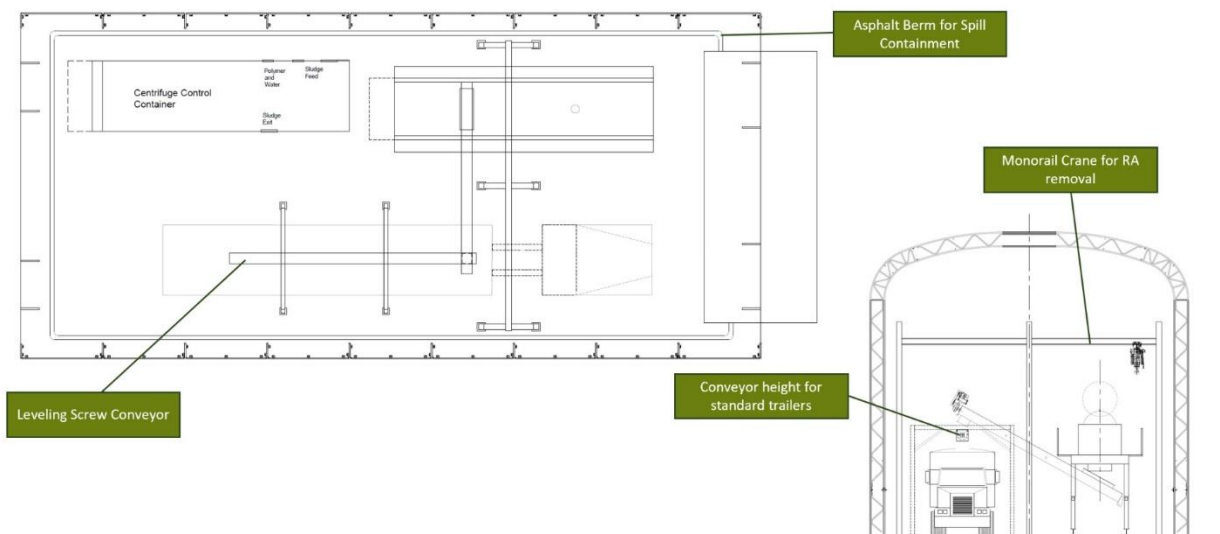 Asphalt Berm for Spill
Containment
Polymer
and
Water
Sludge
Feed
Centrifuge Control
Container
Sludge
Exit
Monorail Crane for RA
removal
Conveyor height for
standard trailers
Leveling Screw Conveyor